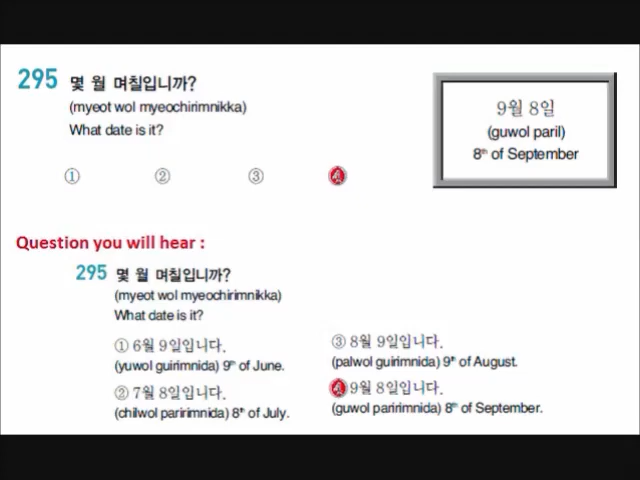 295 몇 월 며칠입니까?
(myeot wol myeochirimnikka)
What date is it?
9월 8일
(guwol paril)
8th of September
① ② ③ ④
Question you will hear :
295 몇 월 며칠입니까?
(myeot wol myeochirimnikka)
What date is it?
① 6월 9일입니다.
(yuwol guirimnida) 9th of June.
② 7월 8일입니다.
(chilwol paririmnida) 8th of July.
③ 8월 9일입니다.
(palwol guirimnida) 9th of August.
④ 9월 8일입니다.
(guwol paririmnida) 8th of September.